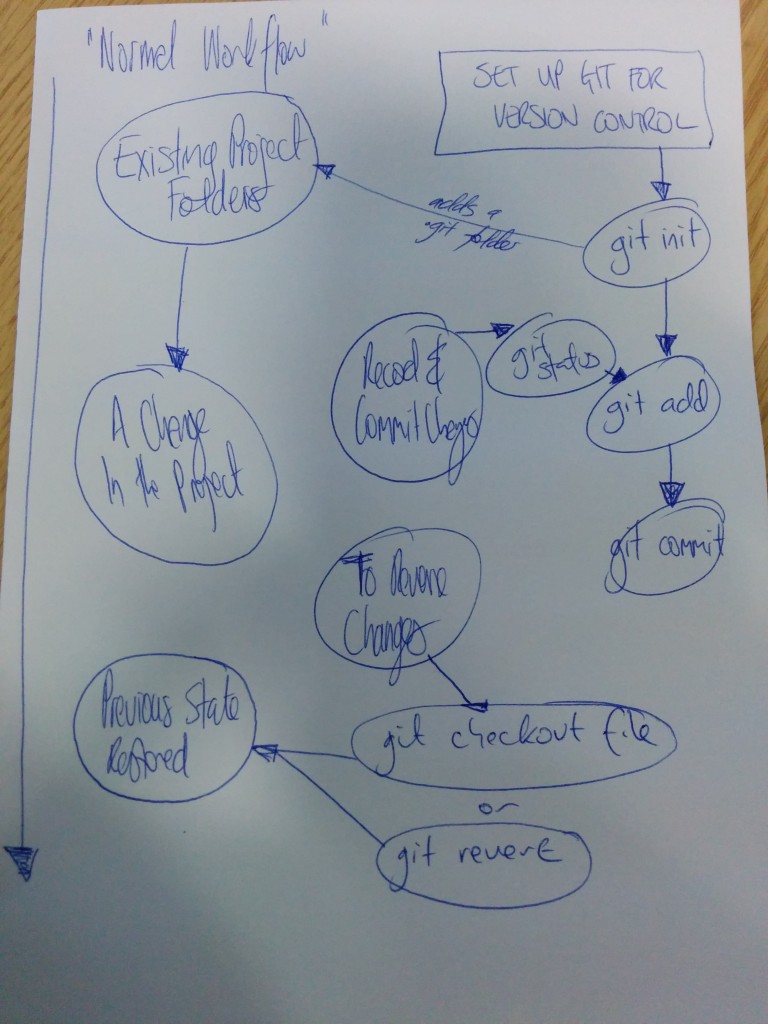 "Normal Workflow"
SET UP GIT FOR
VERSION CONTROL
Existing Project
Folders
adds a
.git folder
git init
Record &
Commit Changes
git
status
git add
A Change
In the Project
git commit
To Reverse
Changes
Previous State
Restored
git checkout file
or
git revert